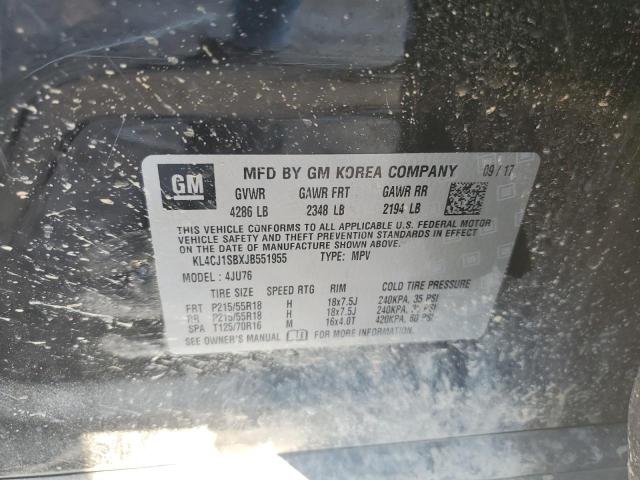 GM
MFD BY GM KOREA COMPANY 09 / 17
GVWR GAWR FRT GAWR RR
4286 LB 2348 LB 2194 LB
THIS VEHICLE CONFORMS TO ALL APPLICABLE U.S. FEDERAL MOTOR
VEHICLE SAFETY AND THEFT PREVENTION STANDARDS IN EFFECT
ON THE DATE OF MANUFACTURE SHOWN ABOVE.
KL4CJ1SBXJB551955 TYPE: MPV
MODEL : 4JU76
TIRE SIZE SPEED RTG RIM COLD TIRE PRESSURE
FRT P215/55R18 H 18x7.5J 240KPA, 35 PSI
RR P215/55R18 H 18x7.5J 240KPA, 35 PSI
SPA T125/70R16 M 16x4.0T 420KPA, 60 PSI
SEE OWNER'S MANUAL FOR MORE INFORMATION.